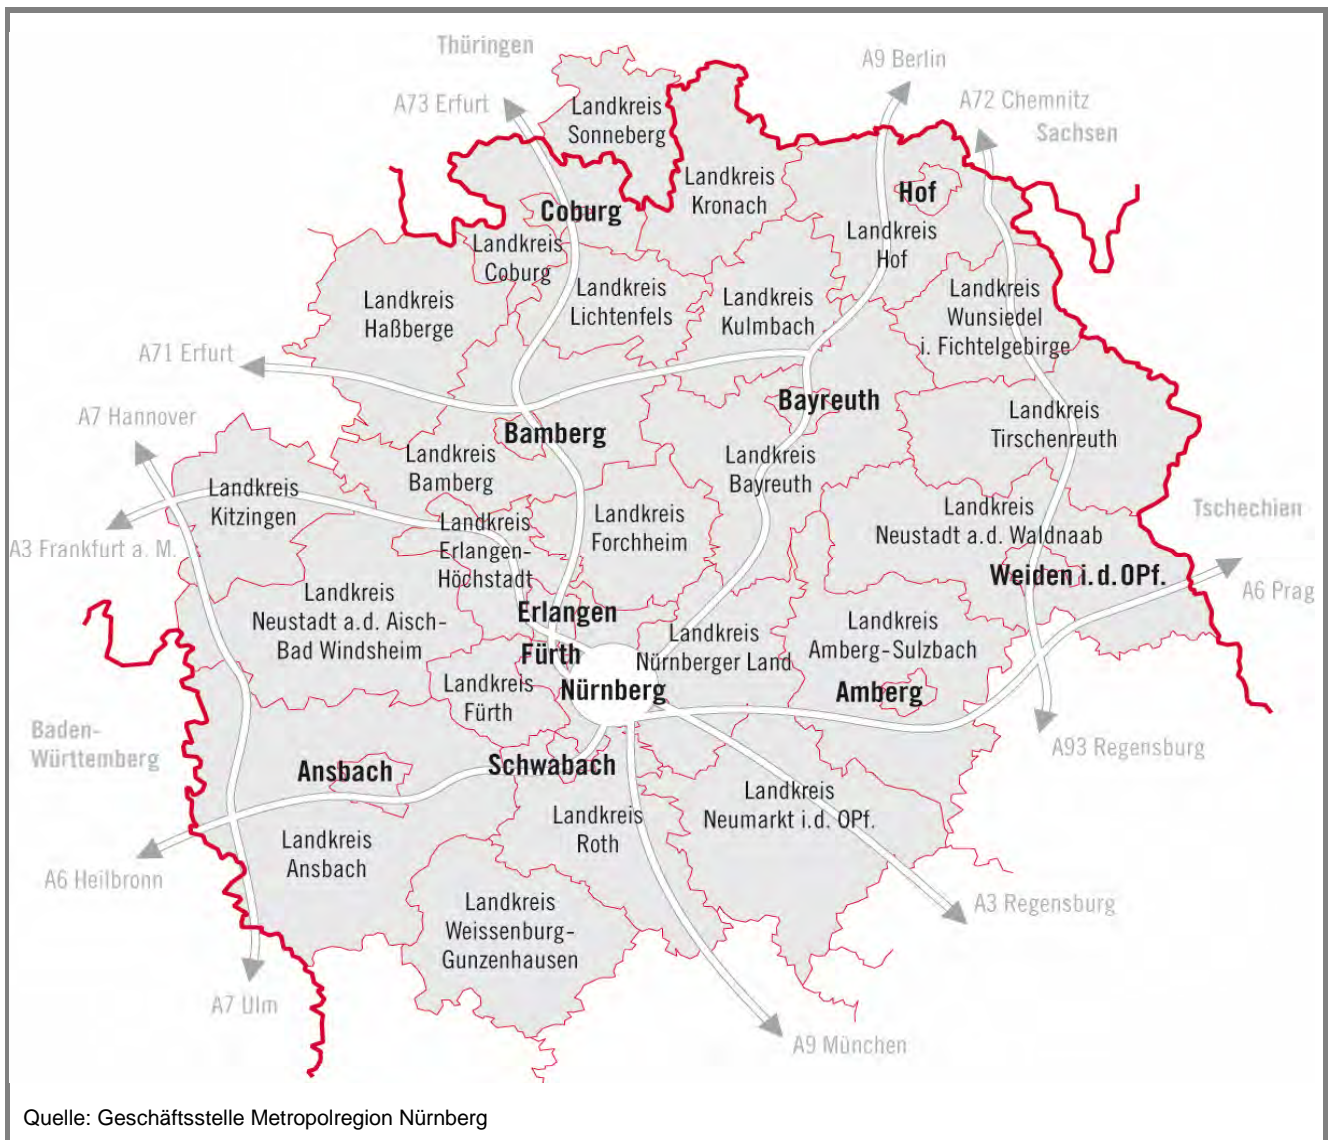 Thüringen
A9 Berlin
A73 Erfurt
Landkreis
Sonneberg
A72 Chemnitz
Sachsen
Landkreis
Kronach
Hof
Coburg
Landkreis
Hof
Landkreis
Coburg
Landkreis
Haßberge
Landkreis
Lichtenfels
Landkreis
Kulmbach
Landkreis
Wunsiedel
i. Fichtelgebirge
A71 Erfurt
A7 Hannover
Bayreuth
Landkreis
Tirschenreuth
Bamberg
Landkreis
Bamberg
Landkreis
Bayreuth
Landkreis
Kitzingen
A3 Frankfurt a. M.
Landkreis
Erlangen-
Höchstadt
Landkreis
Forchheim
Landkreis
Neustadt a.d. Waldnaab
Tschechien
Weiden i.d.OPf.
A6 Prag
Landkreis
Neustadt a.d. Aisch-
Bad Windsheim
Erlangen
Fürth
Nürnberg
Landkreis
Nürnberger Land
Landkreis
Amberg-Sulzbach
Amberg
Landkreis
Fürth
Baden-
Württemberg
A93 Regensburg
Ansbach
Schwabach
Landkreis
Neumarkt i.d. OPf.
Landkreis
Roth
Landkreis
Ansbach
A6 Heilbronn
Landkreis
Weissenburg-
Gunzenhausen
A3 Regensburg
A7 Ulm
A9 München
Quelle: Geschäftsstelle Metropolregion Nürnberg